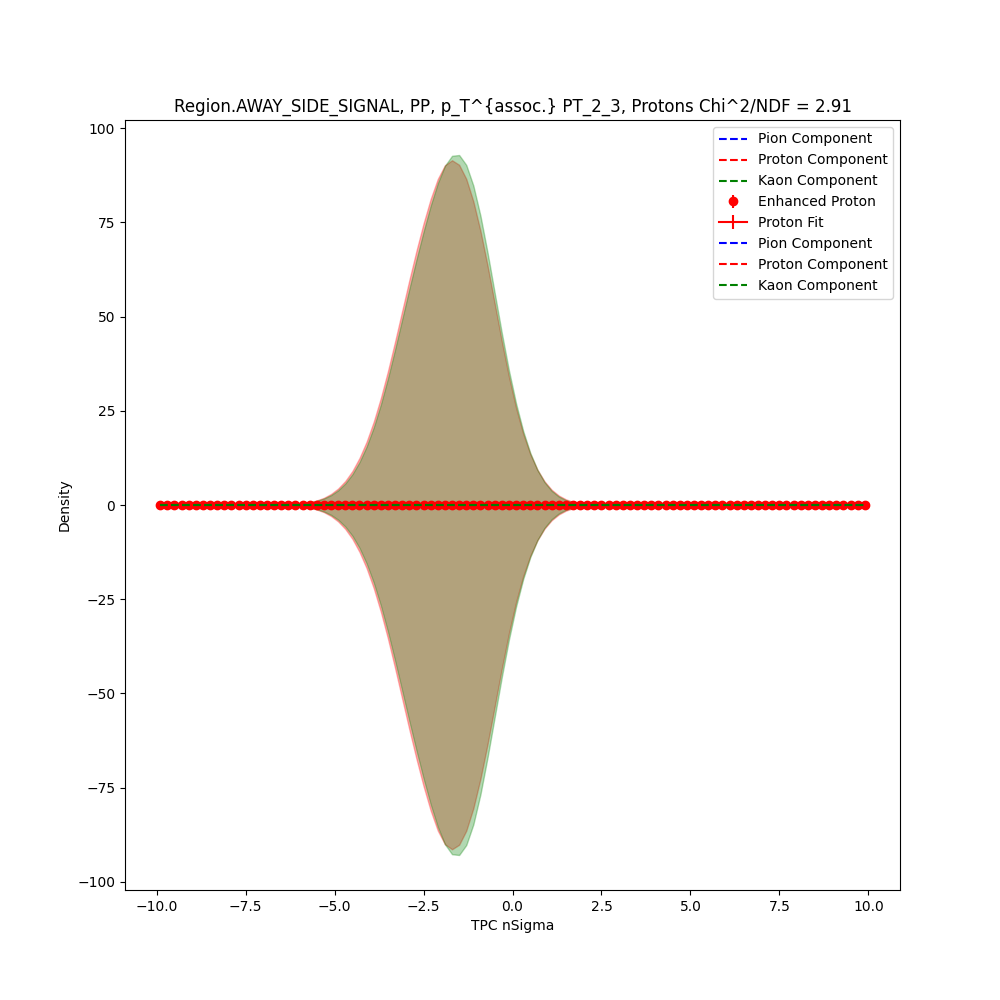 Region.AWAY_SIDE_SIGNAL, PP, p_T^{assoc.} PT_2_3, Protons Chi^2/NDF = 2.91
Pion Component
Proton Component
Kaon Component
Enhanced Proton
Proton Fit
Pion Component
Proton Component
Kaon Component
100
75
50
25
0
−25
−50
−75
−100
Density
−10.0 −7.5 −5.0 −2.5 0.0 2.5 5.0 7.5 10.0
TPC nSigma